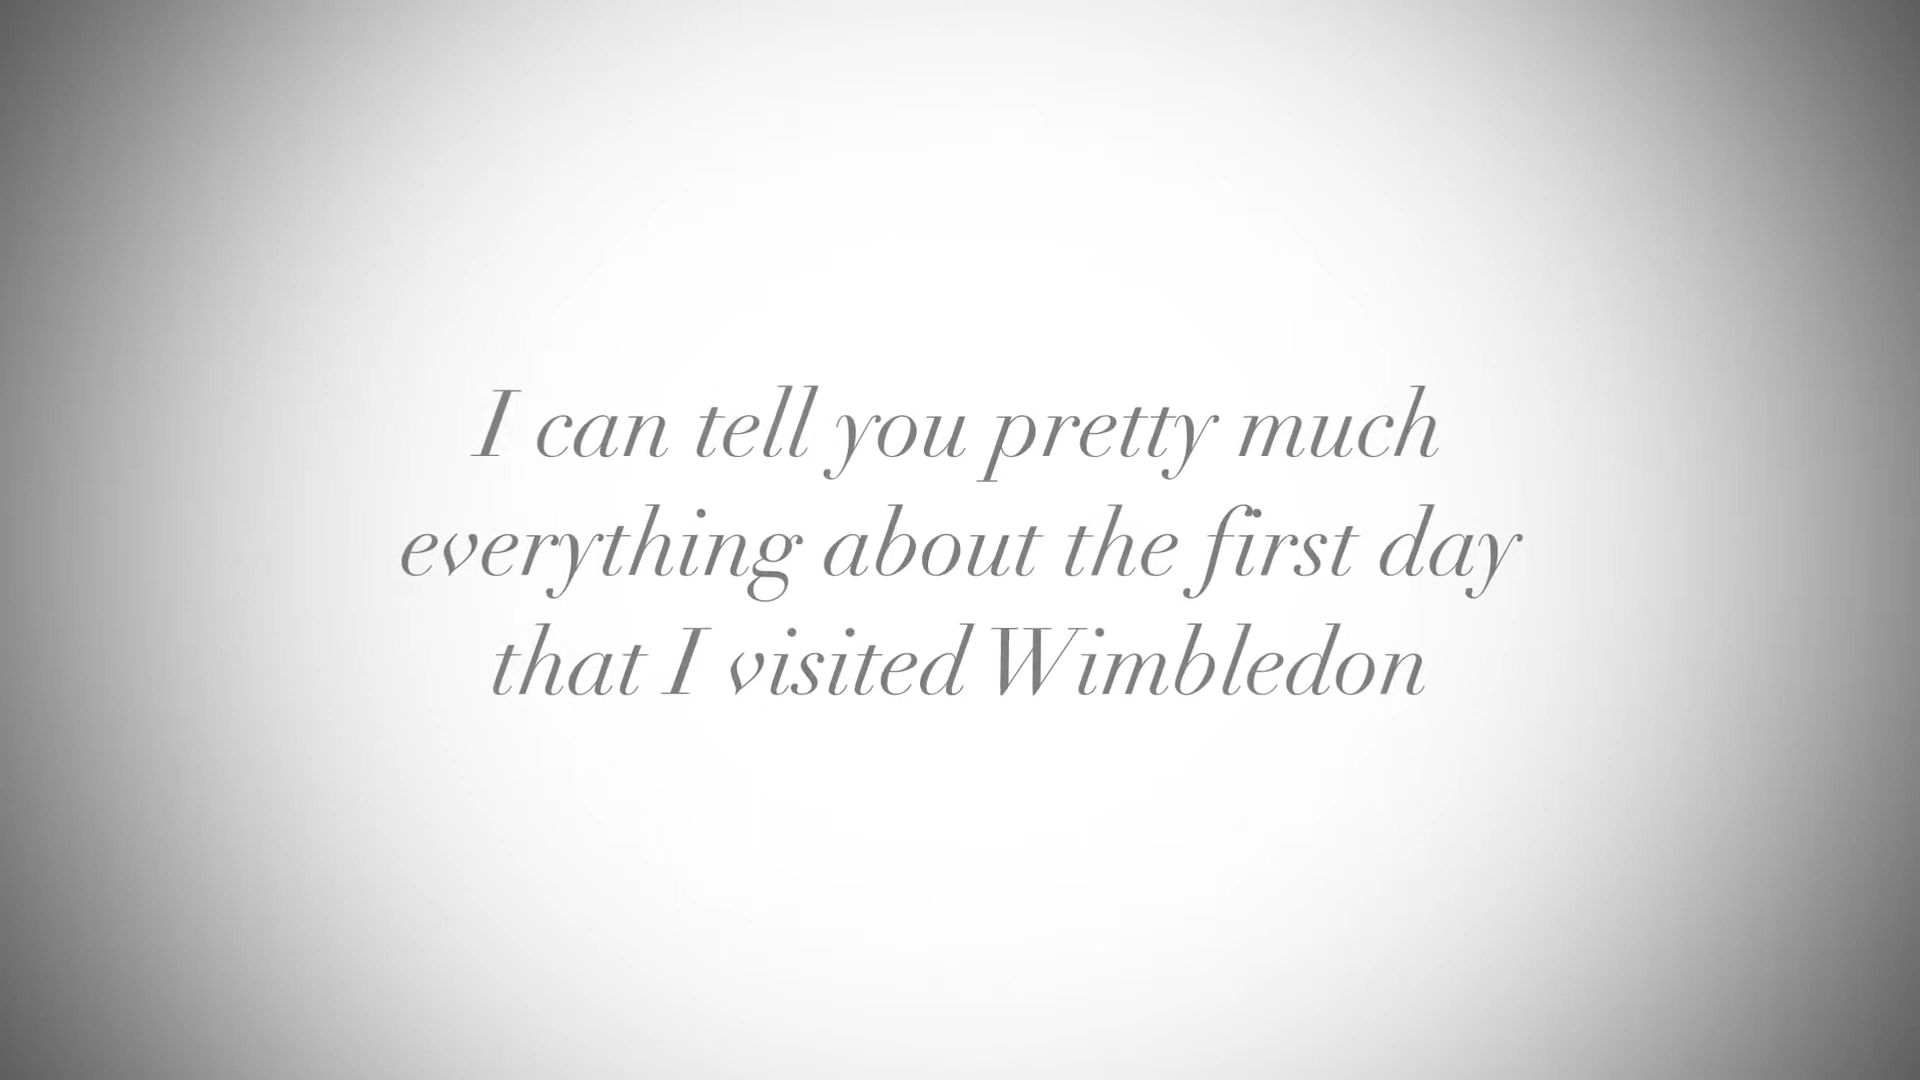 I can tell you pretty much
everything about the first day
that I visited Wimbledon